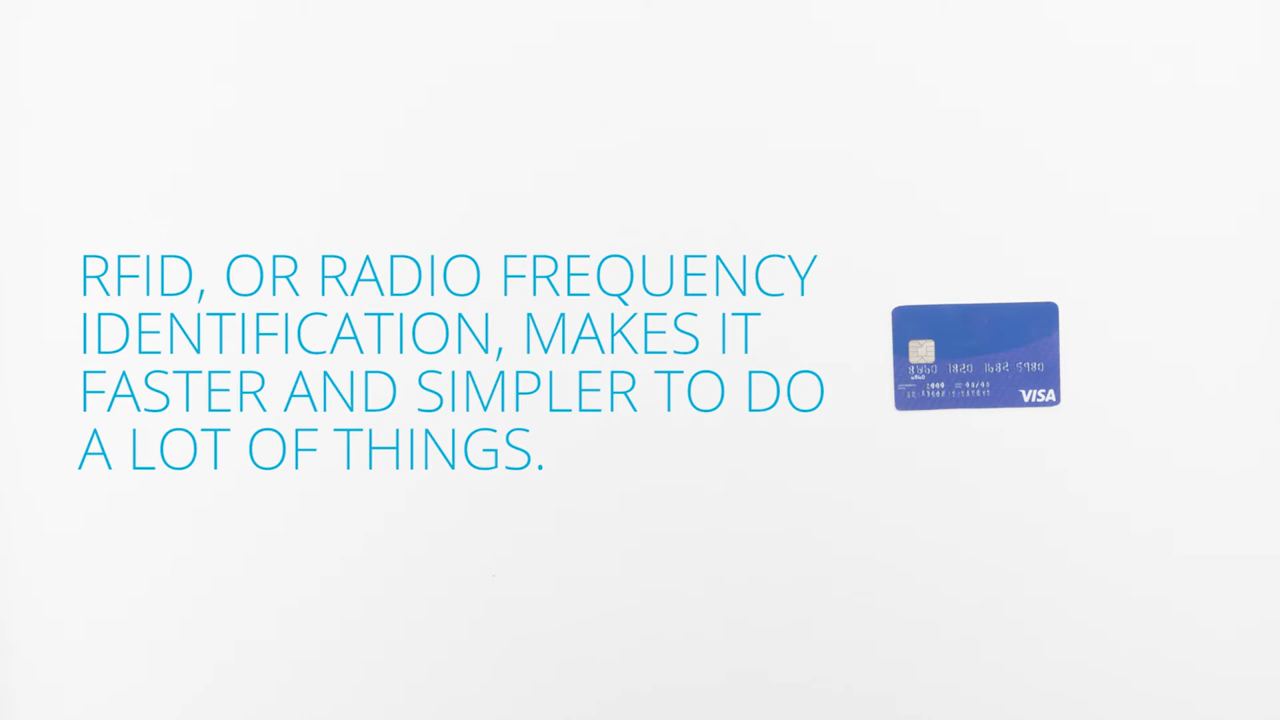 RFID, OR RADIO FREQUENCY
IDENTIFICATION, MAKES IT
FASTER AND SIMPLER TO DO
A LOT OF THINGS.
VISA